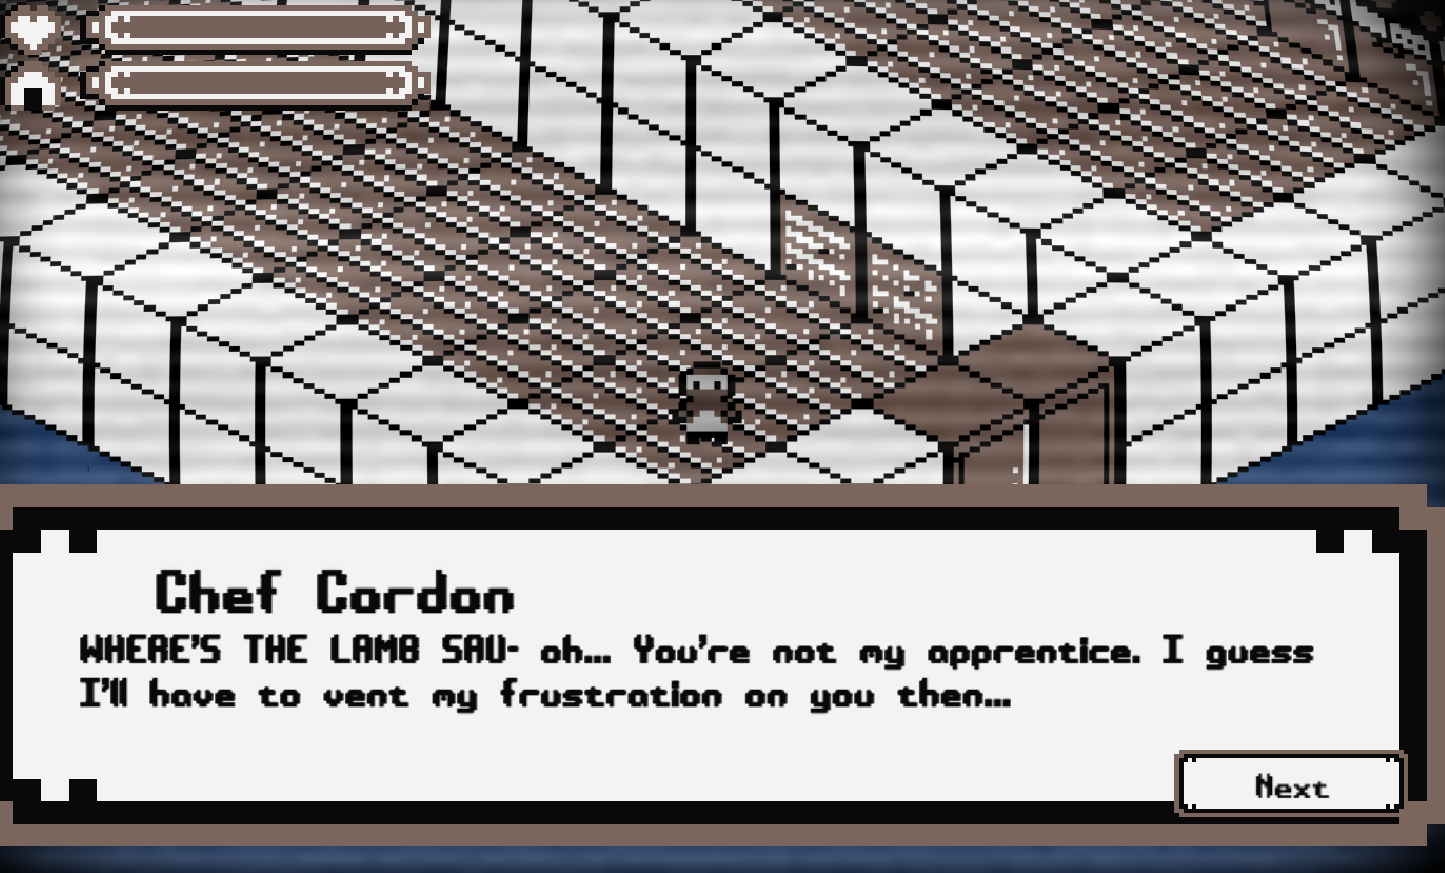 Chef Cordon
WHERE'S THE LAMB SAU- oh... You're not my apprentice. I guess
I'll have to vent my frustration on you then...
Next